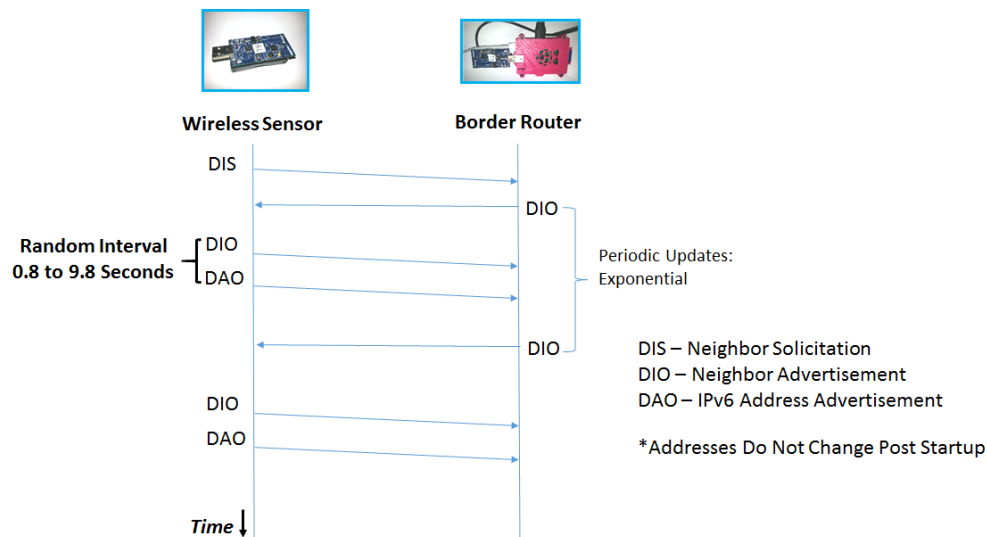 Wireless Sensor
Border Router
DIS
DIO
Random Interval
0.8 to 9.8 Seconds
DIO
DAO
Periodic Updates:
Exponential
DIO
DIS – Neighbor Solicitation
DIO – Neighbor Advertisement
DAO – IPv6 Address Advertisement
DIO
DAO
*Addresses Do Not Change Post Startup
Time